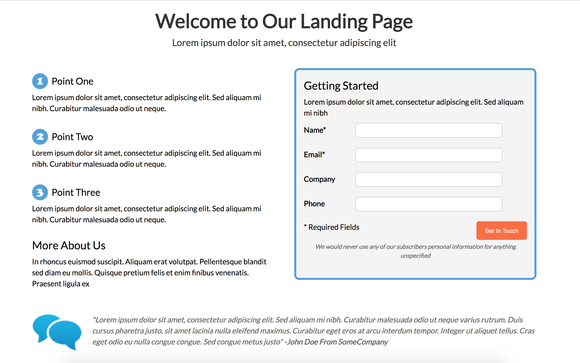 Welcome to Our Landing Page
Lorem ipsum dolor sit amet, consectetur adipiscing elit
1 Point One
Lorem ipsum dolor sit amet, consectetur adipiscing elit. Sed aliquam mi
nibh. Curabitur malesuada odio ut neque.
2 Point Two
Lorem ipsum dolor sit amet, consectetur adipiscing elit. Sed aliquam mi
nibh. Curabitur malesuada odio ut neque.
3 Point Three
Lorem ipsum dolor sit amet, consectetur adipiscing elit. Sed aliquam mi
nibh. Curabitur malesuada odio ut neque.
More About Us
In rhoncus euismod suscipit. Aliquam erat volutpat. Pellentesque blandit
sed diam eu mollis. Quisque pretium felis et enim finibus venenatis.
Praesent ligula ex
Getting Started
Lorem ipsum dolor sit amet, consectetur adipiscing elit. Sed aliquam
mi nibh
Name*
Email*
Company
Phone
* Required Fields
Get In Touch
We would never use any of our subscribers personal information for anything
unspecified
"Lorem ipsum dolor sit amet, consectetur adipiscing elit. Sed aliquam mi nibh. Curabitur malesuada odio ut neque varius rutrum. Duis
cursus pharetra justo, sit amet lacinia nulla eleifend maximus. Curabitur eget eros at arcu interdum tempor. Integer ut aliquet tellus. Cras
eget odio eu nulla congue congue. Sed congue metus justo" -John Doe From SomeCompany